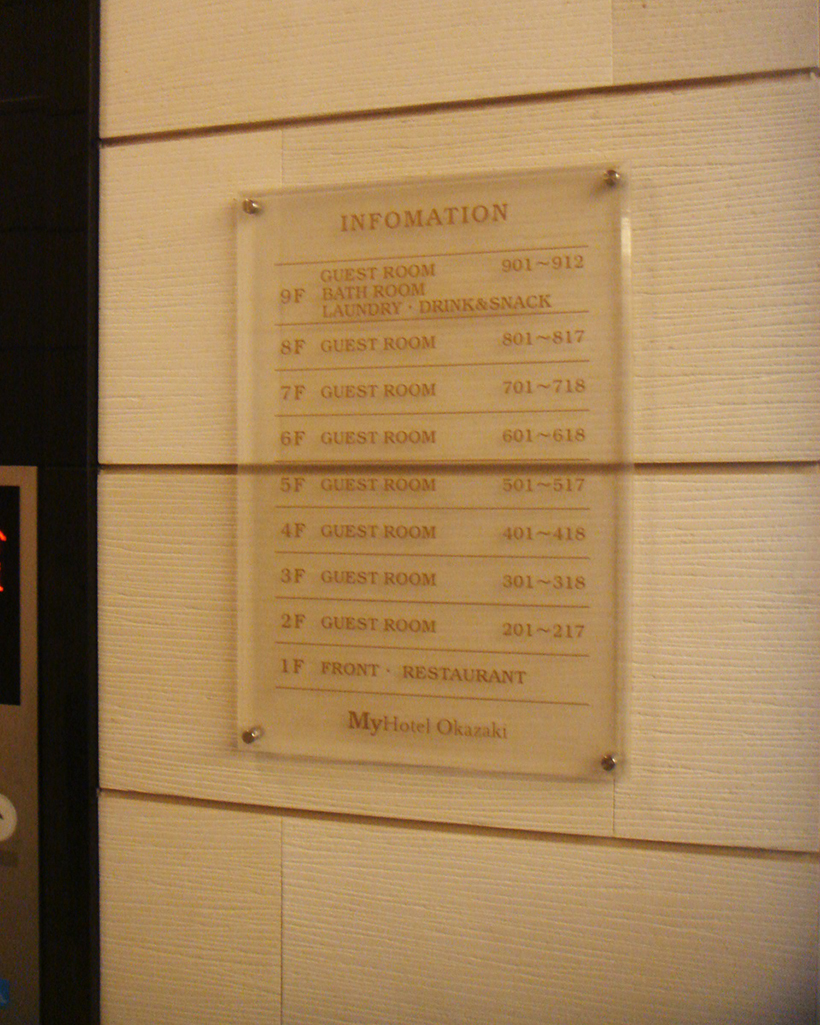 INFOMATION
GUEST ROOM 901~912
9F BATH ROOM
LAUNDRY · DRINK&SNACK
8F GUEST ROOM 801~817
7F GUEST ROOM 701~718
6F GUEST ROOM 601~618
5F GUEST ROOM 501~517
4F GUEST ROOM 401~418
3F GUEST ROOM 301~318
2F GUEST ROOM 201~217
1F FRONT · RESTAURANT
MyHotel Okazaki